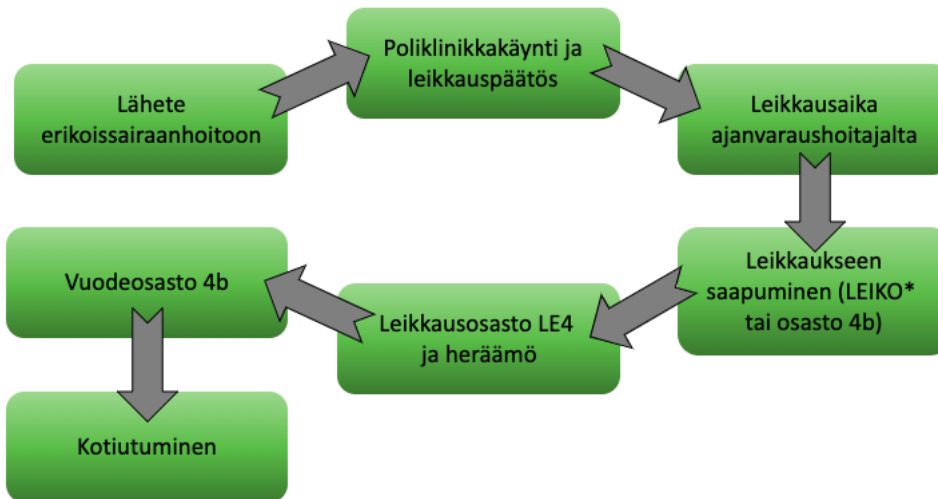 Lähete
erikoissairaanhoitoon
Poliklinikkakäynti ja
leikkauspäätös
Leikkausaika
ajanvaraushoitajalta
Leikkaukseen
saapuminen (LEIKO*
tai osasto 4b)
Leikkausosasto LE4
ja heräämö
Vuodeosasto 4b
Kotiutuminen